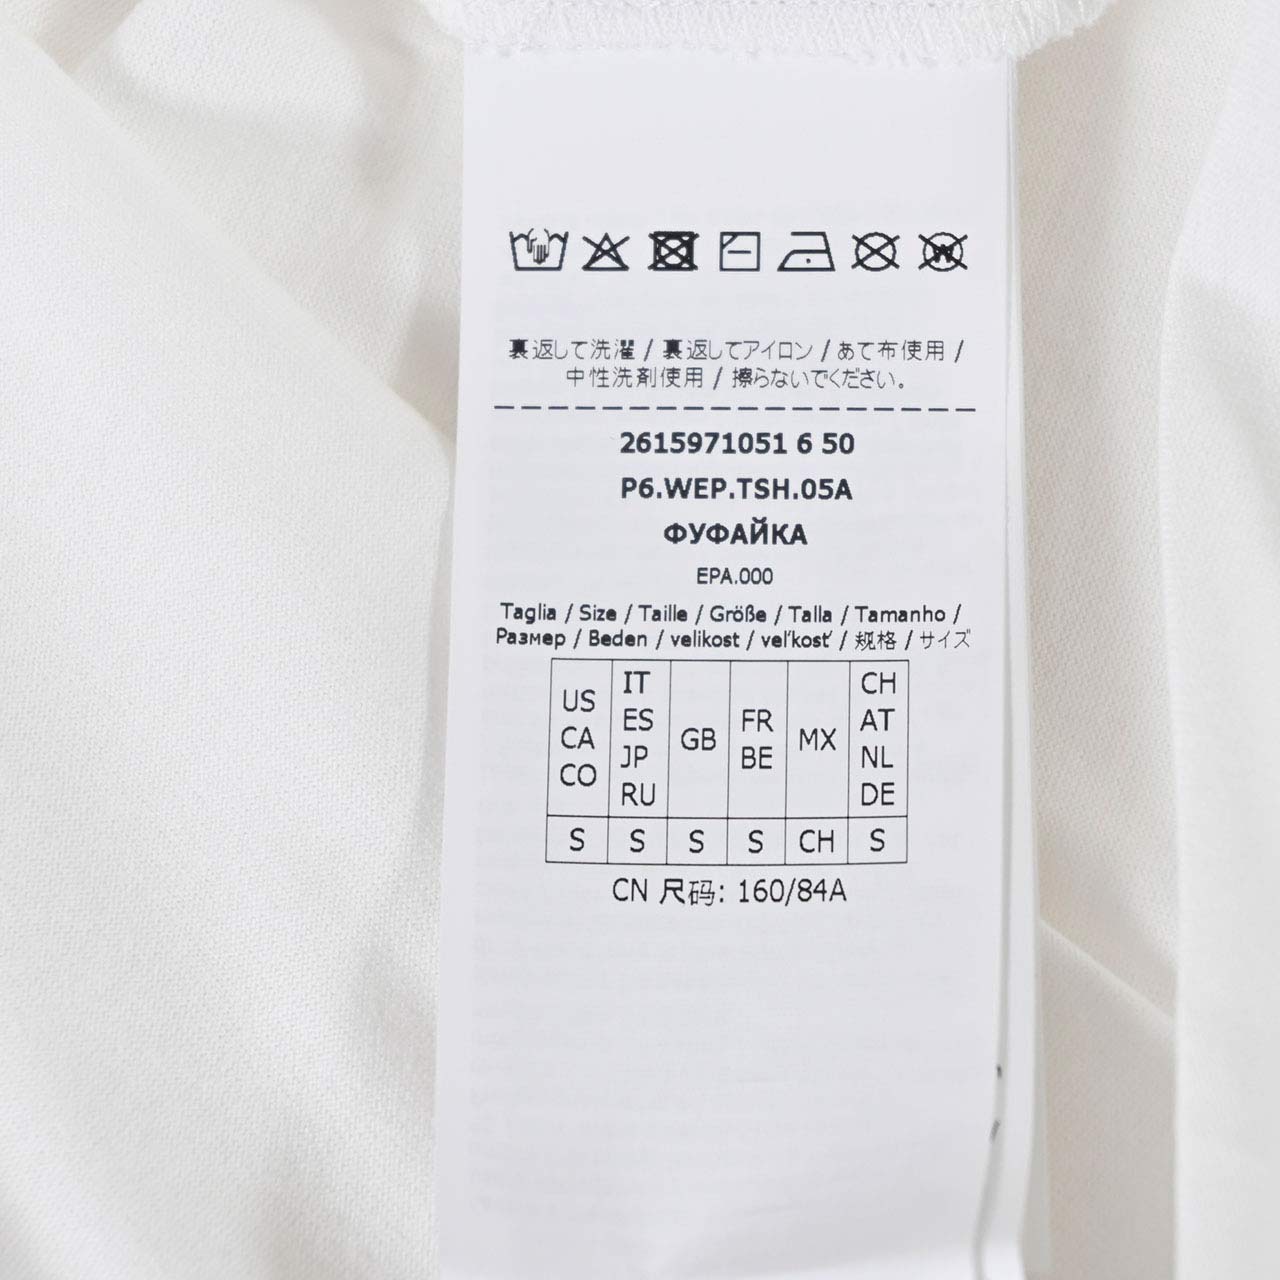 裏返して洗濯 / 裏返してアイロン / あて布使用 /
中性洗剤使用 / 擦らないでください。
2615971051 6 50
P6.WEP.TSH.05A
ФУФАЙКА
EPA.000
Taglia / Size / Taille / Größe / Talla / Tamanho /
Размер / Beden / velikost / veľkosť / 规格 / サイズ
US CA CO
IT ES JP RU
GB
FR BE
MX
CH AT NL DE
S S S S CH S
CN 尺码: 160/84A